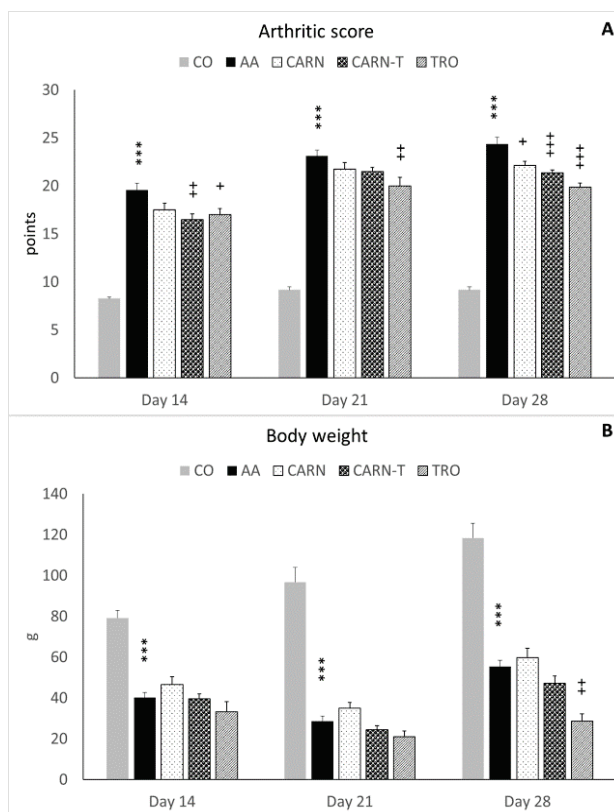 Arthritic score
A
CO AA CARN CARN-T TRO
30
25
20
15
10
5
0
points
***
++
+
***
++
***
+
+++
+++
Day 14 Day 21 Day 28
Body weight
B
CO AA CARN CARN-T TRO
140
120
100
80
60
40
20
0
g
***
***
***
++
Day 14 Day 21 Day 28